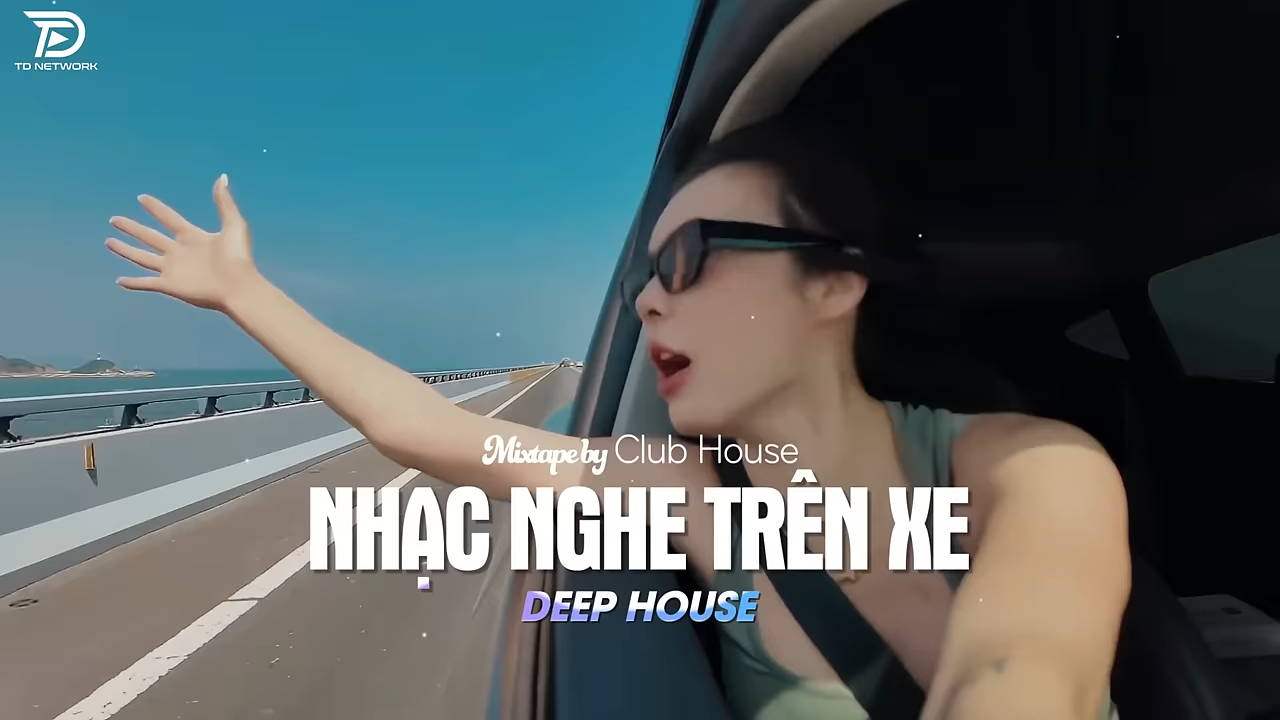 TD NETWORK
Mixtape by Club House
NHẠC NGHE TRÊN XE
DEEP HOUSE